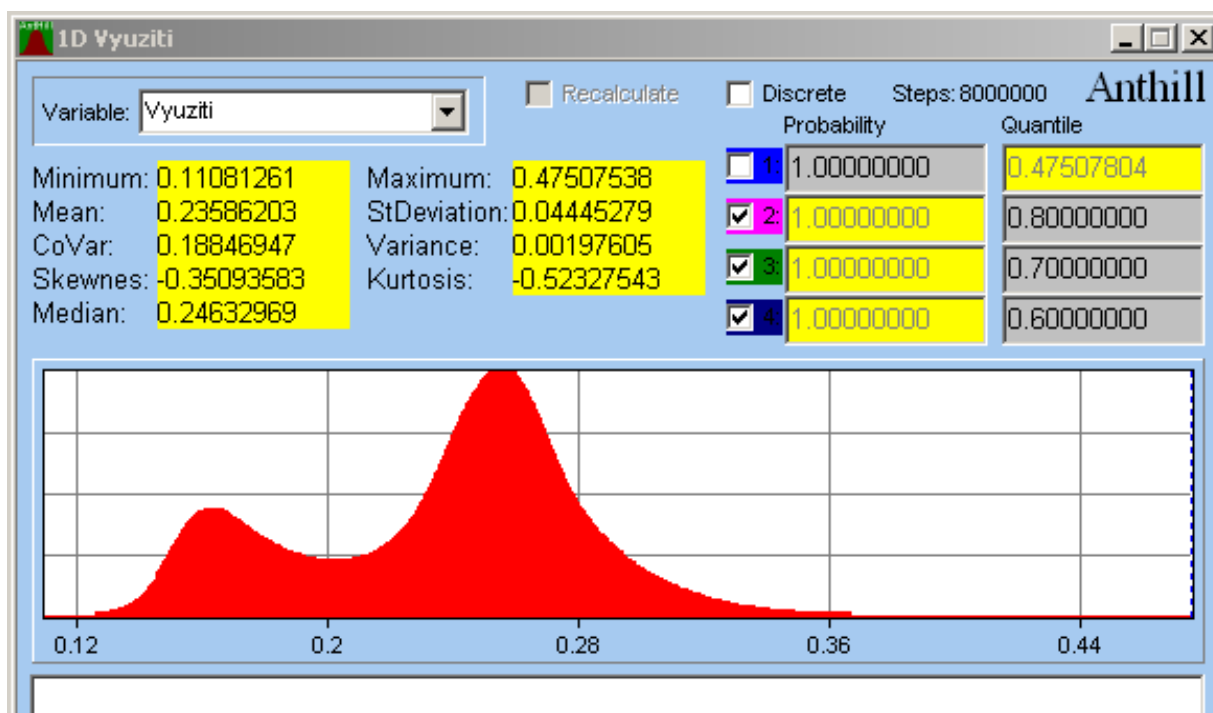 AntHill
1D Vyuziti
Variable: Vyuziti
Recalculate
Discrete Steps: 8000000 Anthill
Probability Quantile
Minimum: 0.11081261 Maximum: 0.47507538 1: 1.00000000 0.47507804
Mean: 0.23586203 StDeviation: 0.04445279 2: 1.00000000 0.80000000
CoVar: 0.18846947 Variance: 0.00197605 3: 1.00000000 0.70000000
Skewnes: -0.35093583 Kurtosis: -0.52327543 4: 1.00000000 0.60000000
Median: 0.24632969
0.12 0.2 0.28 0.36 0.44